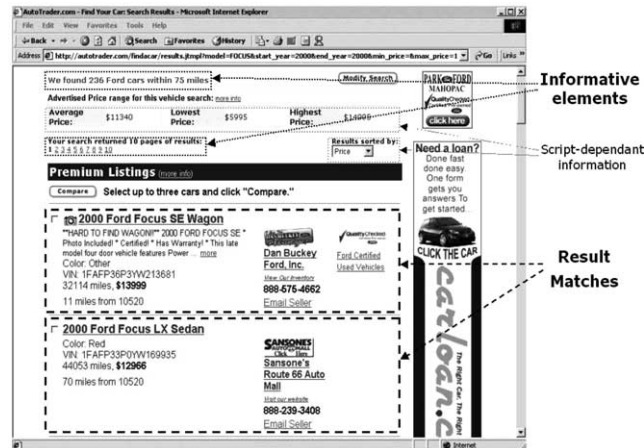 AutoTrader.com - Find Your Car: Search Results - Microsoft Internet Explorer
File Edit View Favorites Tools Help
Back Search Favorites History
Address http://autotrader.com/findacar/results.jtmpl?model=FOCUS&start_year=2000&end_year=2000&min_price=&max_price=1 Go Links »
We found 236 Ford cars within 75 miles
Modify Search
Advertised Price range for this vehicle search: more info
Average Price: $11340 Lowest Price: $5995 Highest Price: $14998
Your search returned 10 pages of results:
1 2 3 4 5 6 7 8 9 10
Results sorted by:
Price
Premium Listings (more info)
Compare Select up to three cars and click "Compare."
2000 Ford Focus SE Wagon
**HARD TO FIND WAGON!!** 2000 FORD FOCUS SE *
Photo Included! * Certified! * Has Warranty! * This late
model four door vehicle features Power ... more
Color: Other
VIN: 1FAFP36P3YW213681
32114 miles, $13999
11 miles from 10520
Dan Buckey
Ford, Inc.
View Our Inventory
888-575-4662
Email Seller
QualityChecked
Ford Certified
Used Vehicles
2000 Ford Focus LX Sedan
Color: Red
VIN: 1FAFP33P0YW169935
44053 miles, $12966
70 miles from 10520
SANSONE'S
AUTO MALL
Click Here
Sansone's
Route 66 Auto
Mall
Visit our website
888-239-3408
Email Seller
PARK FORD
MAHOPAC
QualityChecked
click here
Need a loan?
Done fast
done easy.
One form
gets you
answers To
get started...
CLICK THE CAR
carloan.c
The Right Car. The Right
Internet
Informative
elements
Script-dependant
information
Result
Matches